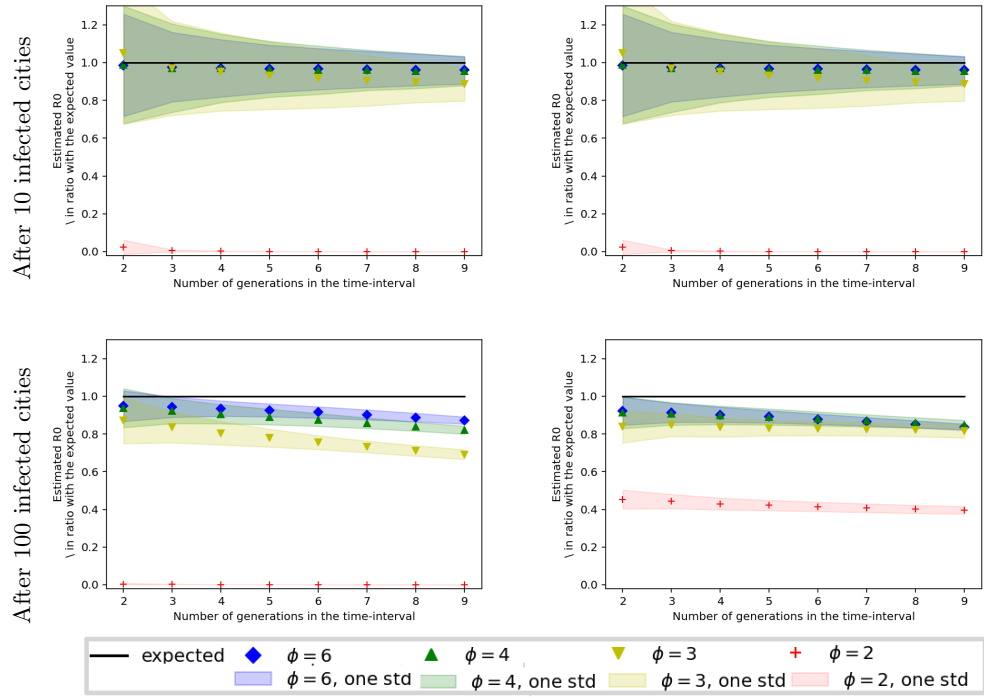 After 10 infected cities
Estimated R0
\ in ratio with the expected value
1.2
1.0
0.8
0.6
0.4
0.2
0.0
2 3 4 5 6 7 8 9
Number of generations in the time-interval
Estimated R0
\ in ratio with the expected value
1.2
1.0
0.8
0.6
0.4
0.2
0.0
2 3 4 5 6 7 8 9
Number of generations in the time-interval
After 100 infected cities
Estimated R0
\ in ratio with the expected value
1.2
1.0
0.8
0.6
0.4
0.2
0.0
2 3 4 5 6 7 8 9
Number of generations in the time-interval
Estimated R0
\ in ratio with the expected value
1.2
1.0
0.8
0.6
0.4
0.2
0.0
2 3 4 5 6 7 8 9
Number of generations in the time-interval
expected ϕ = 6 ϕ = 4 ϕ = 3 ϕ = 2
ϕ = 6, one std ϕ = 4, one std ϕ = 3, one std ϕ = 2, one std